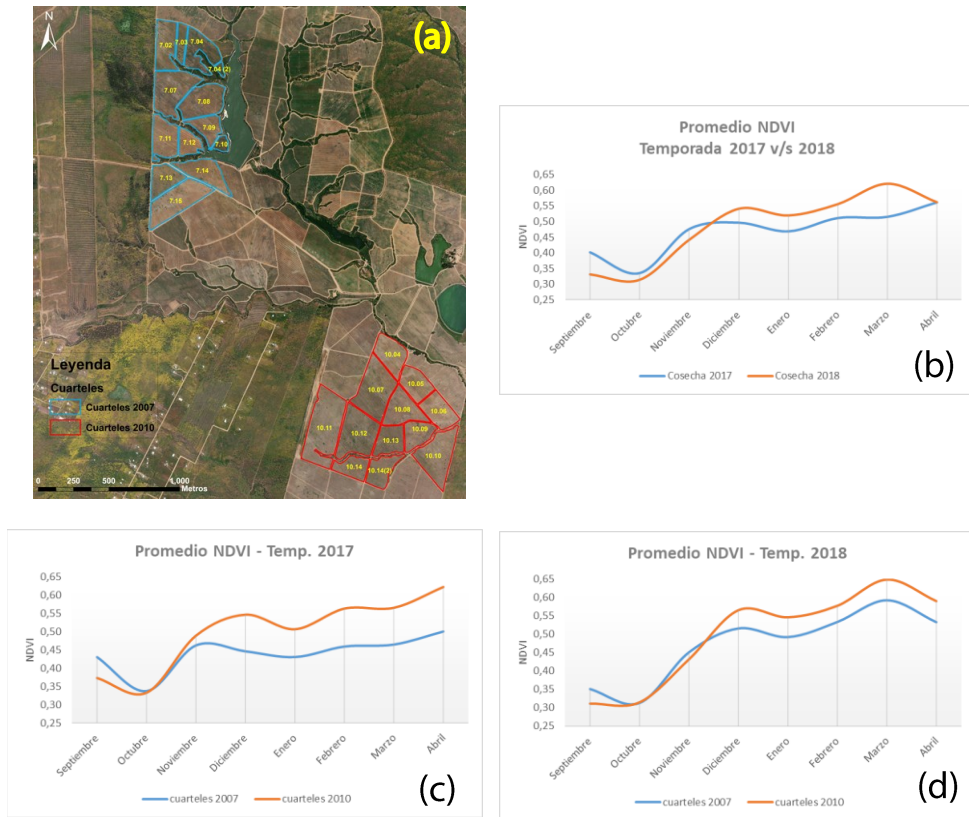 (a)
N
7.02
7.03
7.04
7.04 (2)
7.07
7.08
7.09
7.10
7.11
7.12
7.13
7.14
7.16
10.04
10.05
10.06
10.07
10.08
10.09
10.10
10.11
10.12
10.13
10.14
10.14(2)
Leyenda
Cuarteles
Cuarteles 2007
Cuarteles 2010
0 250 500 1.000
Metros
Promedio NDVI
Temporada 2017 v/s 2018
NDVI
0,65
0,60
0,55
0,50
0,45
0,40
0,35
0,30
0,25
Septiembre
Octubre
Noviembre
Diciembre
Enero
Febrero
Marzo
Abril
Cosecha 2017
Cosecha 2018
(b)
Promedio NDVI - Temp. 2017
NDVI
0,65
0,60
0,55
0,50
0,45
0,40
0,35
0,30
0,25
Septiembre
Octubre
Noviembre
Diciembre
Enero
Febrero
Marzo
Abril
cuarteles 2007
cuarteles 2010
(c)
Promedio NDVI - Temp. 2018
NDVI
0,65
0,60
0,55
0,50
0,45
0,40
0,35
0,30
0,25
Septiembre
Octubre
Noviembre
Diciembre
Enero
Febrero
Marzo
Abril
cuarteles 2007
cuarteles 2010
(d)